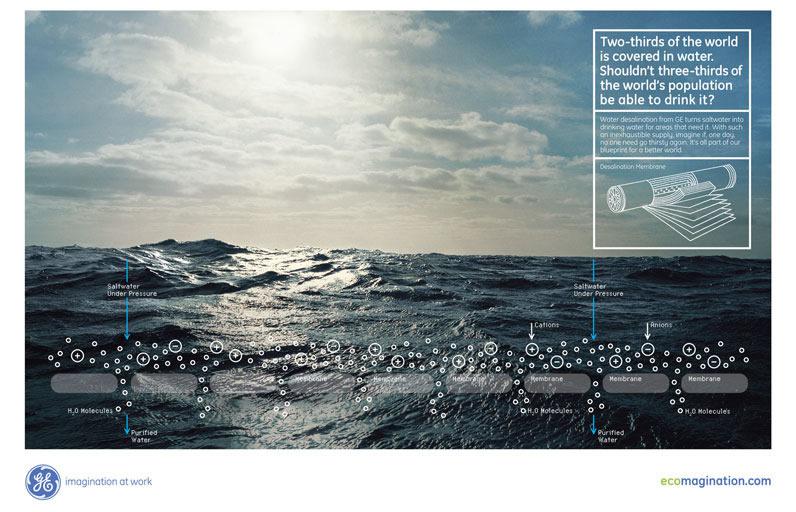 Two-thirds of the world
is covered in water.
Shouldn't three-thirds of
the world's population
be able to drink it?
Water desalination from GE turns saltwater into
drinking water for areas that need it. With such
an inexhaustible supply, imagine if, one day,
no one need go thirsty again. It's all part of our
blueprint for a better world.
Desalination Membrane
Saltwater
Under Pressure
Saltwater
Under Pressure
Cations
Anions
Membrane
Membrane
Membrane
Membrane
Membrane
Membrane
H₂O Molecules
H₂O Molecules
H₂O Molecules
Purified
Water
Purified
Water
GE
imagination at work
ecomagination.com